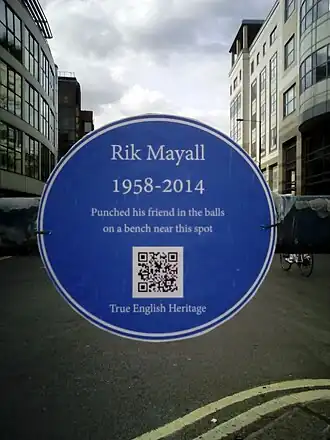 Rik Mayall
1958-2014
Punched his friend in the balls
on a bench near this spot
True English Heritage